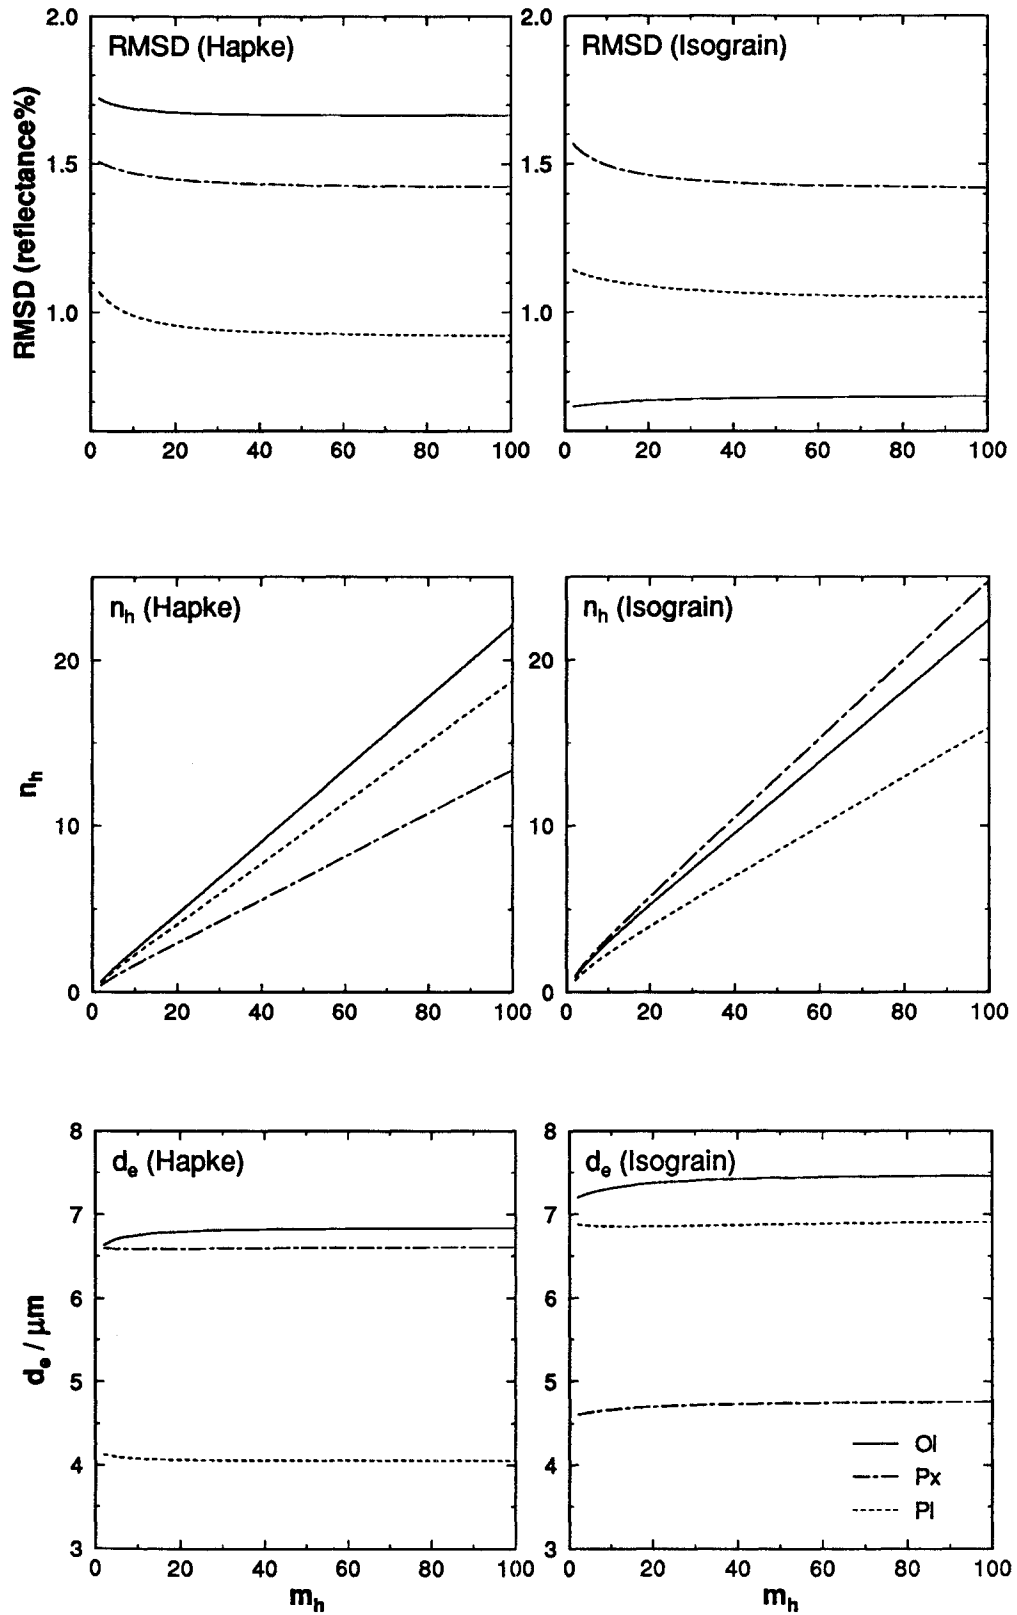 RMSD (Hapke)
RMSD (Isograin)
RMSD (reflectance%)
2.0
1.5
1.0
0 20 40 60 80 100
2.0
1.5
1.0
0 20 40 60 80 100
n_h (Hapke)
n_h (Isograin)
n_h
20
10
0
0 20 40 60 80 100
20
10
0
0 20 40 60 80 100
d_e (Hapke)
d_e (Isograin)
d_e / μm
8
7
6
5
4
3
0 20 40 60 80 100
m_h
8
7
6
5
4
3
Ol
Px
Pl
0 20 40 60 80 100
m_h